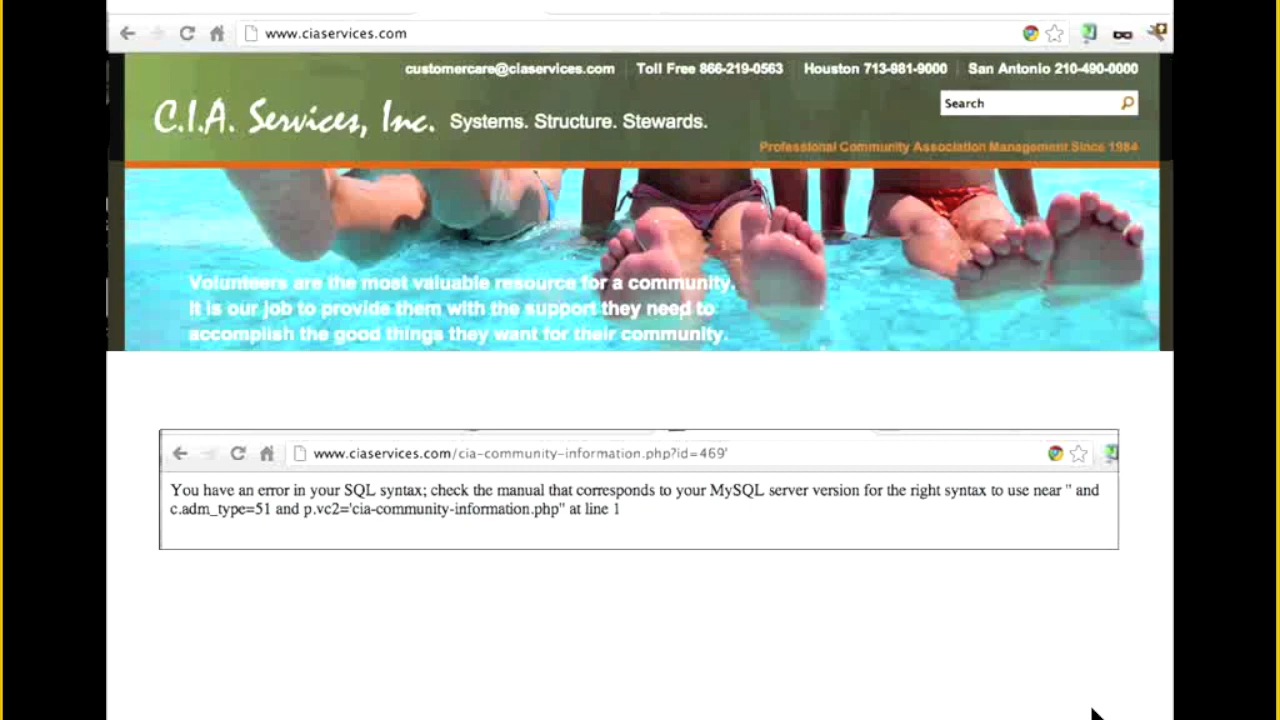 www.ciaservices.com
customercare@ciaservices.com Toll Free 866-219-0563 Houston 713-981-9000 San Antonio 210-490-0000
Search
C.I.A. Services, Inc. Systems. Structure. Stewards.
Professional Community Association Management Since 1984
Volunteers are the most valuable resource for a community.
It is our job to provide them with the support they need to
accomplish the good things they want for their community.
www.ciaservices.com/cia-community-information.php?id=469'
You have an error in your SQL syntax; check the manual that corresponds to your MySQL server version for the right syntax to use near '' and
c.adm_type=51 and p.vc2='cia-community-information.php'' at line 1